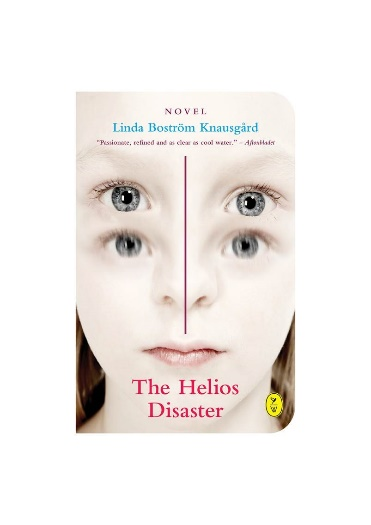 NOVEL
Linda Boström Knausgård
"Passionate, refined and as clear as cool water." – Aftonbladet
The Helios
Disaster